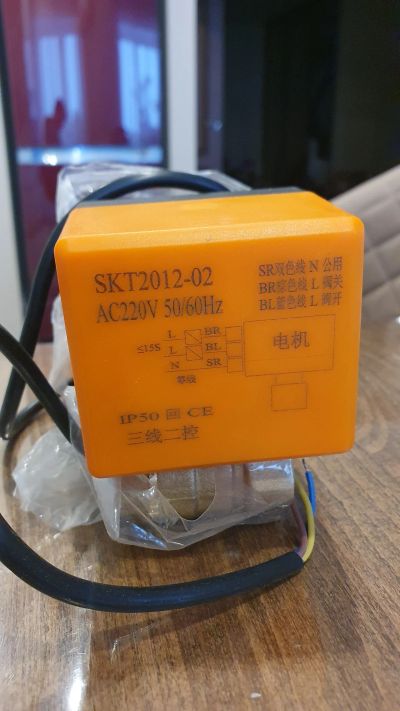 SKT2012-02
AC220V 50/60Hz
SR双色线 N 公用
BR棕色线 L 阀关
BL蓝色线 L 阀开
L BR
≤15S L BL
N SR
零线
电机
IP50 回 CE
三线二控